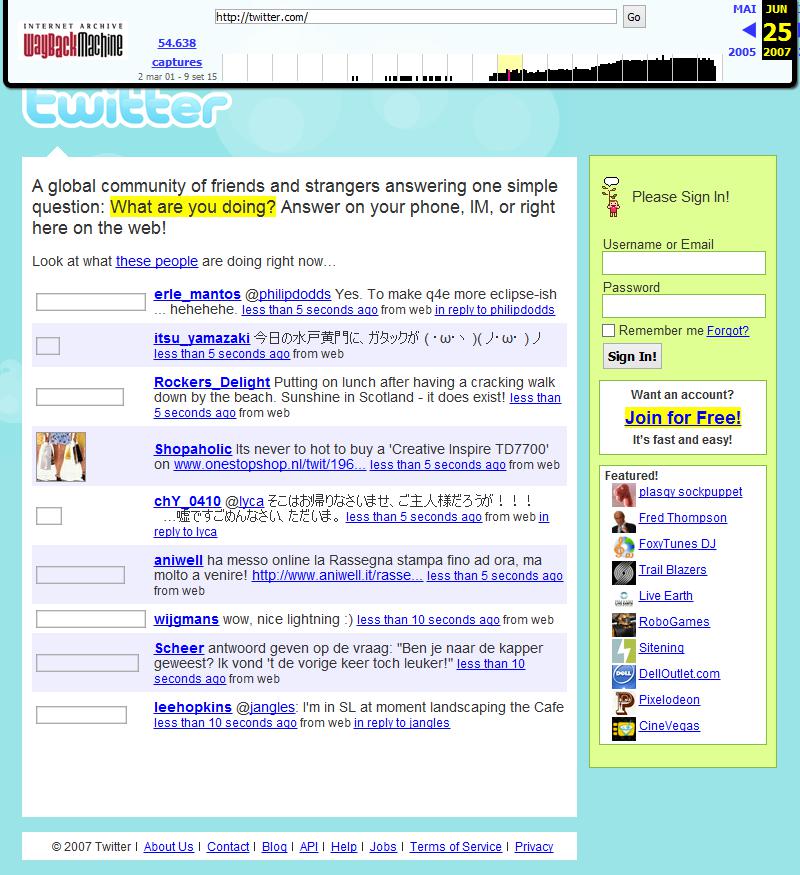 INTERNET ARCHIVE
WayBackMachine
http://twitter.com/
Go
54.638
captures
2 mar 01 - 9 set 15
MAI
JUN
25
2005
2007
twitter
A global community of friends and strangers answering one simple
question: What are you doing? Answer on your phone, IM, or right
here on the web!
Look at what these people are doing right now…
erle_mantos @philipdodds Yes. To make q4e more eclipse-ish
... hehehehe. less than 5 seconds ago from web in reply to philipdodds
itsu_yamazaki 今日の水戸黄門に、ガタックが (・ω・ヽ )( ノ・ω・ ) ノ
less than 5 seconds ago from web
Rockers_Delight Putting on lunch after having a cracking walk
down by the beach. Sunshine in Scotland - it does exist! less than
5 seconds ago from web
Shopaholic Its never to hot to buy a 'Creative Inspire TD7700'
on www.onestopshop.nl/twit/196... less than 5 seconds ago from web
chY_0410 @lyca そこはお帰りなさいませ、ご主人様だろうが！！！
…嘘ですごめんなさい、ただいま。 less than 5 seconds ago from web in
reply to lyca
aniwell ha messo online la Rassegna stampa fino ad ora, ma
molto a venire! http://www.aniwell.it/rasse... less than 5 seconds ago
from web
wijgmans wow, nice lightning :) less than 10 seconds ago from web
Scheer antwoord geven op de vraag: "Ben je naar de kapper
geweest? Ik vond 't de vorige keer toch leuker!" less than 10
seconds ago from web
leehopkins @jangles: I'm in SL at moment landscaping the Cafe
less than 10 seconds ago from web in reply to jangles
Please Sign In!
Username or Email
Password
Remember me Forgot?
Sign In!
Want an account?
Join for Free!
It's fast and easy!
Featured!
plasq sockpuppet
Fred Thompson
FoxyTunes DJ
Trail Blazers
Live Earth
RoboGames
Sitening
DellOutlet.com
Pixelodeon
CineVegas
© 2007 Twitter | About Us | Contact | Blog | API | Help | Jobs | Terms of Service | Privacy